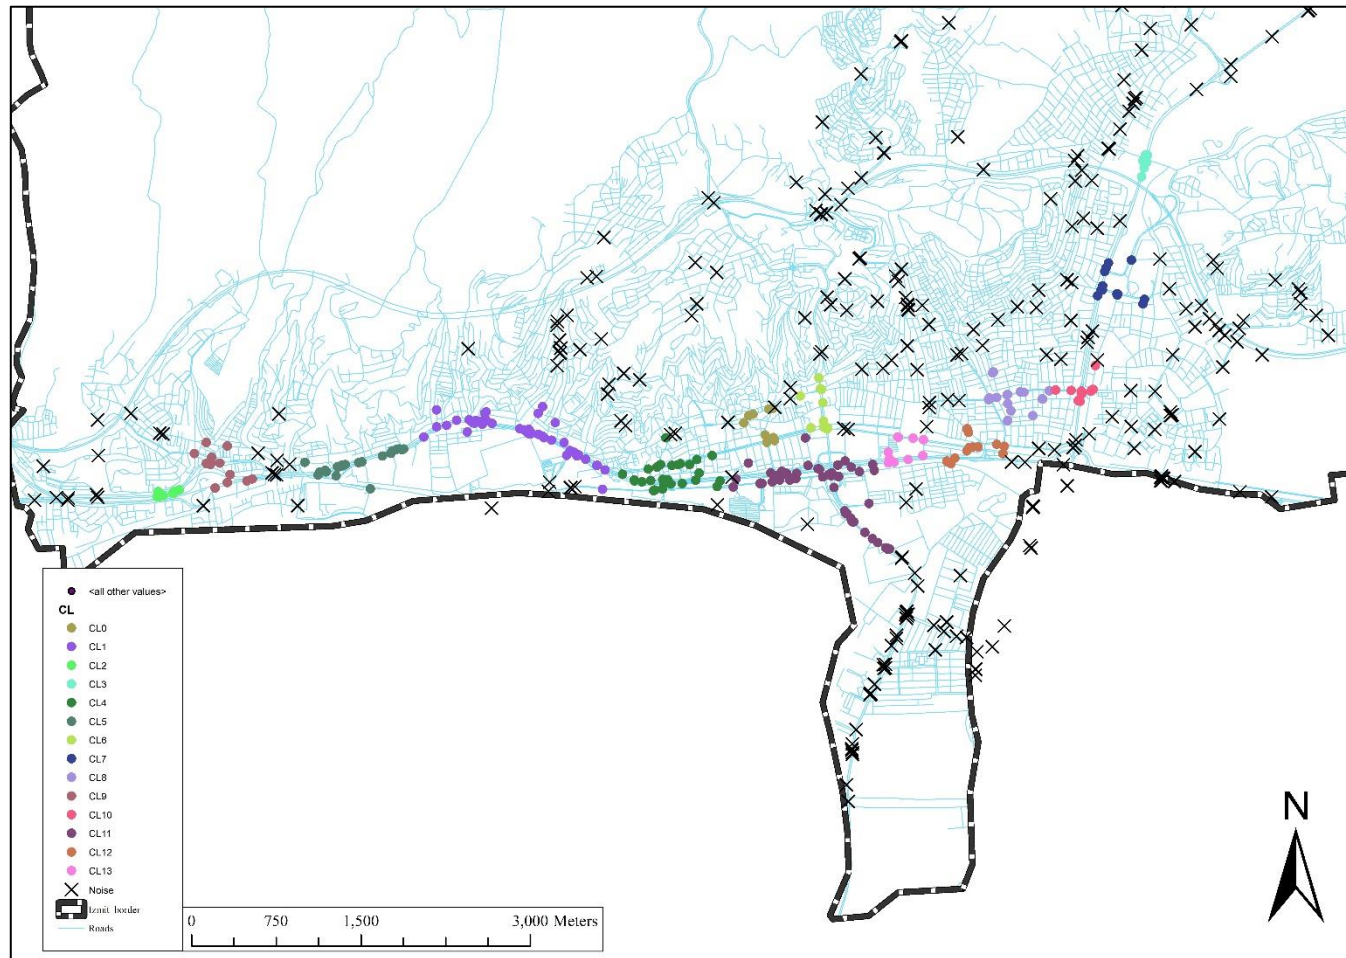 <all other values>
CL
CL0
CL1
CL2
CL3
CL4
CL5
CL6
CL7
CL8
CL9
CL10
CL11
CL12
CL13
Noise
Izmit border
Roads
0 750 1,500 3,000 Meters
N